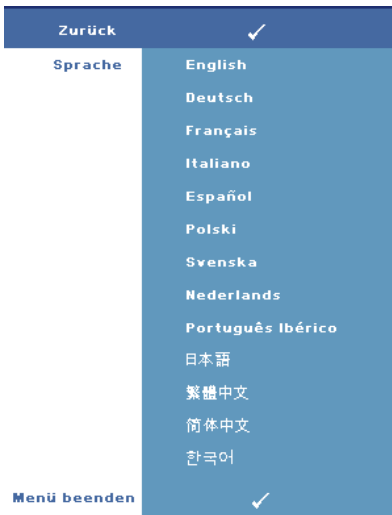 Zurück
Sprache English
Deutsch
Français
Italiano
Español
Polski
Svenska
Nederlands
Português Ibérico
日本語
繁體中文
简体中文
한국어
Menü beenden